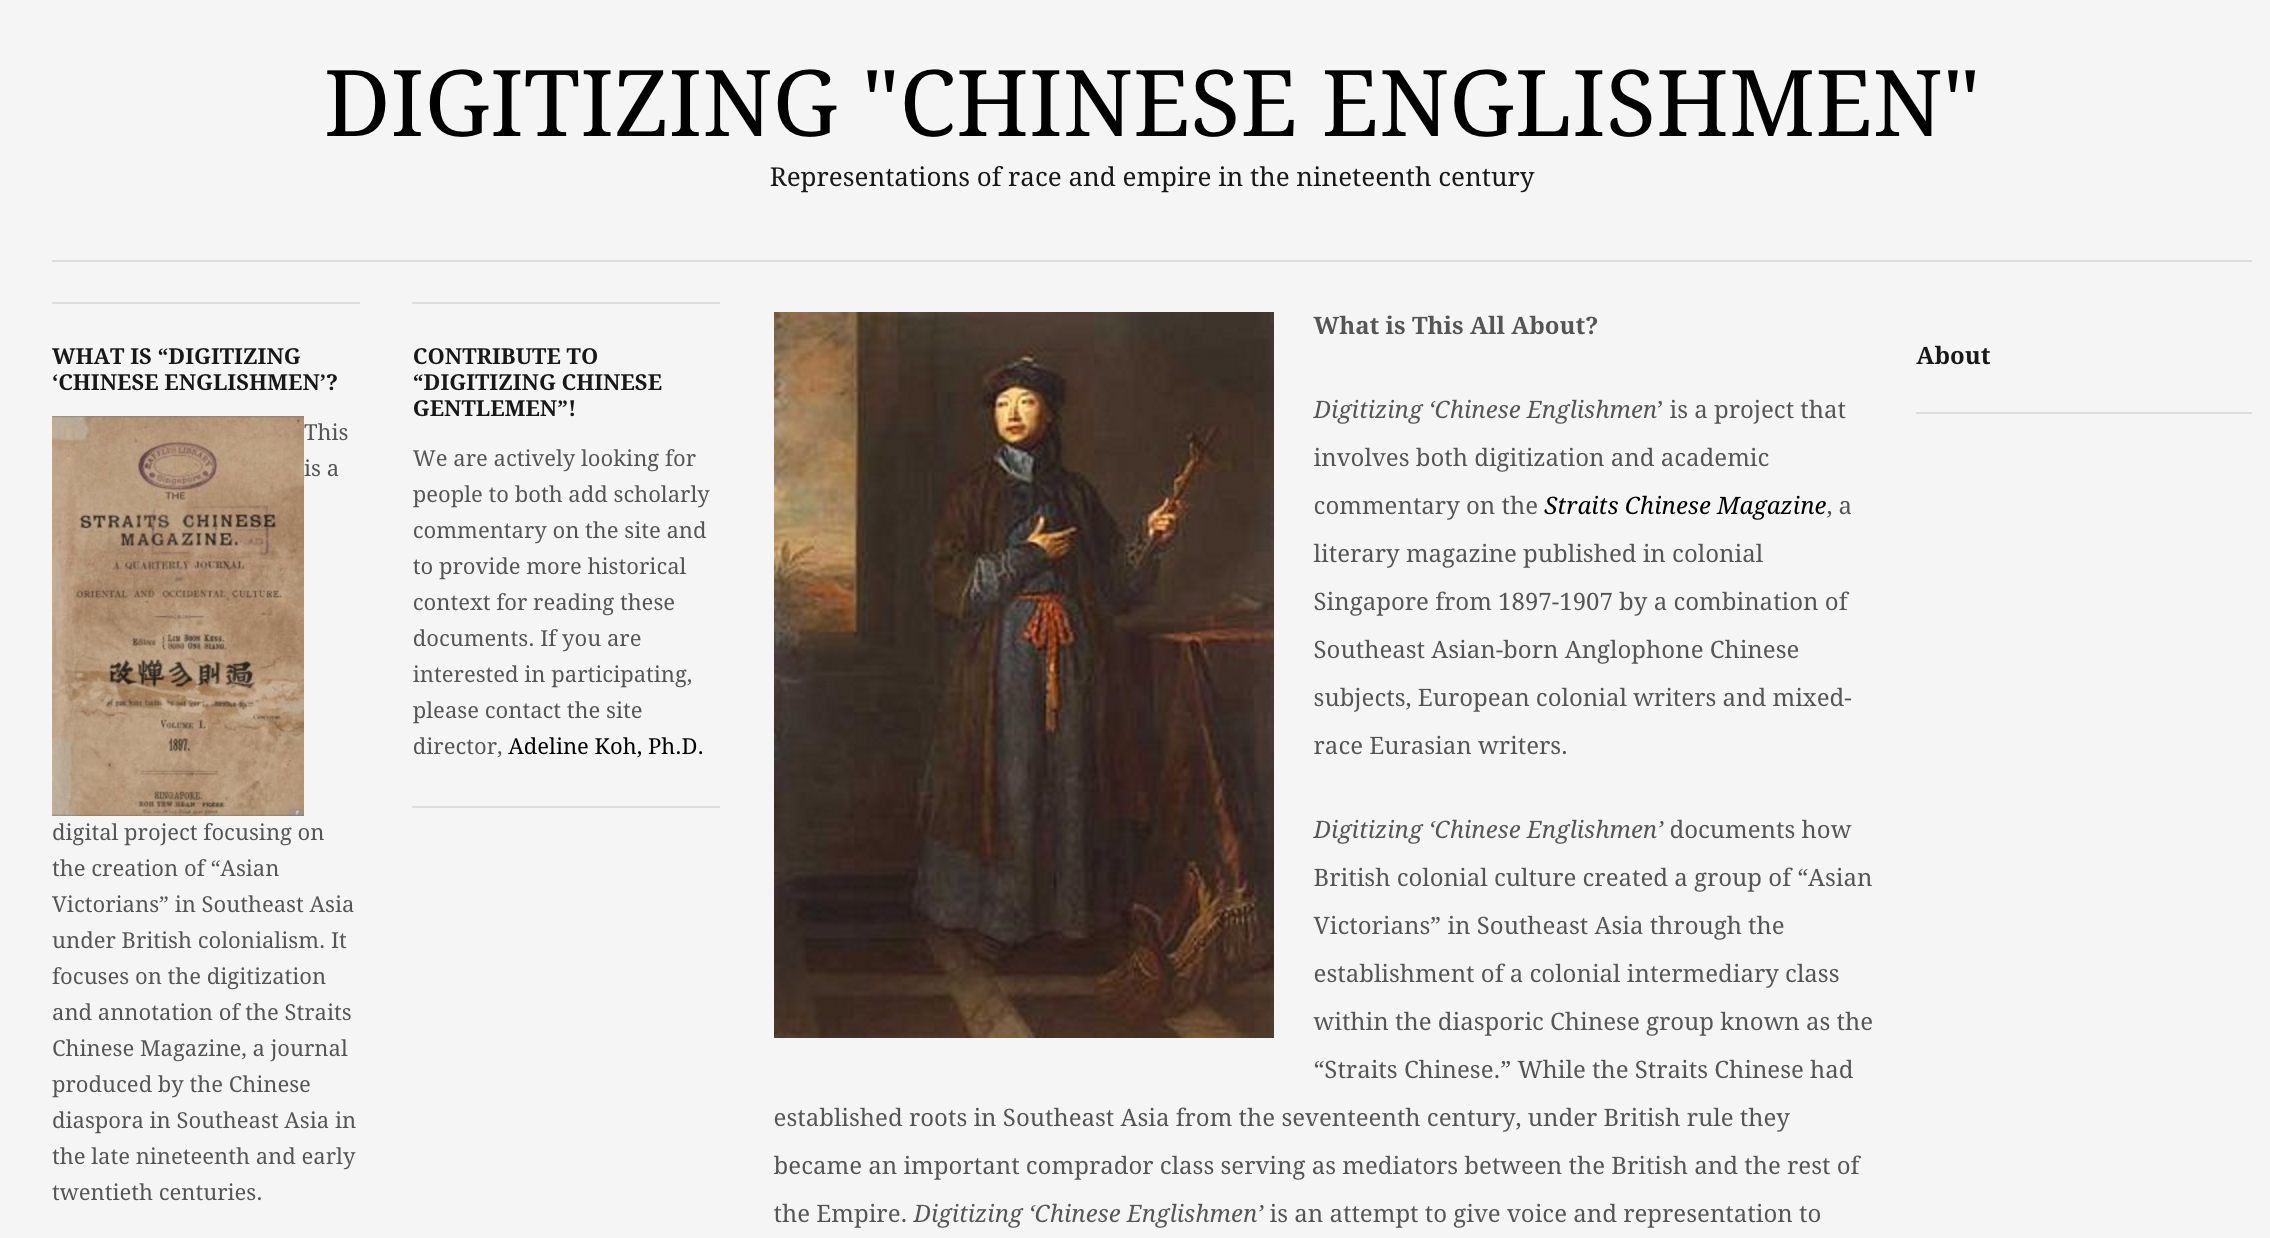 DIGITIZING "CHINESE ENGLISHMEN"
Representations of race and empire in the nineteenth century
WHAT IS “DIGITIZING
‘CHINESE ENGLISHMEN’?
RAFFLES LIBRARY
Singapore
THE
STRAITS CHINESE
MAGAZINE.
A QUARTERLY JOURNAL
OF
ORIENTAL AND OCCIDENTAL CULTURE.
Editors
LIM BOON KENG.
SONG ONG SIANG.
改憚勿則過
VOLUME I.
1897.
SINGAPORE.
KOH YEW HEAN PRESS
This
is a
digital project focusing on
the creation of “Asian
Victorians” in Southeast Asia
under British colonialism. It
focuses on the digitization
and annotation of the Straits
Chinese Magazine, a journal
produced by the Chinese
diaspora in Southeast Asia in
the late nineteenth and early
twentieth centuries.
CONTRIBUTE TO
“DIGITIZING CHINESE
GENTLEMEN”!
We are actively looking for
people to both add scholarly
commentary on the site and
to provide more historical
context for reading these
documents. If you are
interested in participating,
please contact the site
director, Adeline Koh, Ph.D.
What is This All About?
Digitizing ‘Chinese Englishmen’ is a project that
involves both digitization and academic
commentary on the Straits Chinese Magazine, a
literary magazine published in colonial
Singapore from 1897-1907 by a combination of
Southeast Asian-born Anglophone Chinese
subjects, European colonial writers and mixed-
race Eurasian writers.
Digitizing ‘Chinese Englishmen’ documents how
British colonial culture created a group of “Asian
Victorians” in Southeast Asia through the
establishment of a colonial intermediary class
within the diasporic Chinese group known as the
“Straits Chinese.” While the Straits Chinese had
established roots in Southeast Asia from the seventeenth century, under British rule they
became an important comprador class serving as mediators between the British and the rest of
the Empire. Digitizing ‘Chinese Englishmen’ is an attempt to give voice and representation to
About